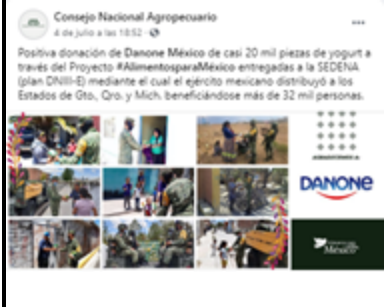 Consejo Nacional Agropecuario
4 de julio a las 18:52
Positiva donación de Danone México de casi 20 mil piezas de yogurt a
través del Proyecto #AlimentosparaMéxico entregadas a la SEDENA
(plan DNIII-E) mediante el cual el ejército mexicano distribuyó a los
Estados de Gto., Qro. y Mich. beneficiándose más de 32 mil personas.
DANONE
México